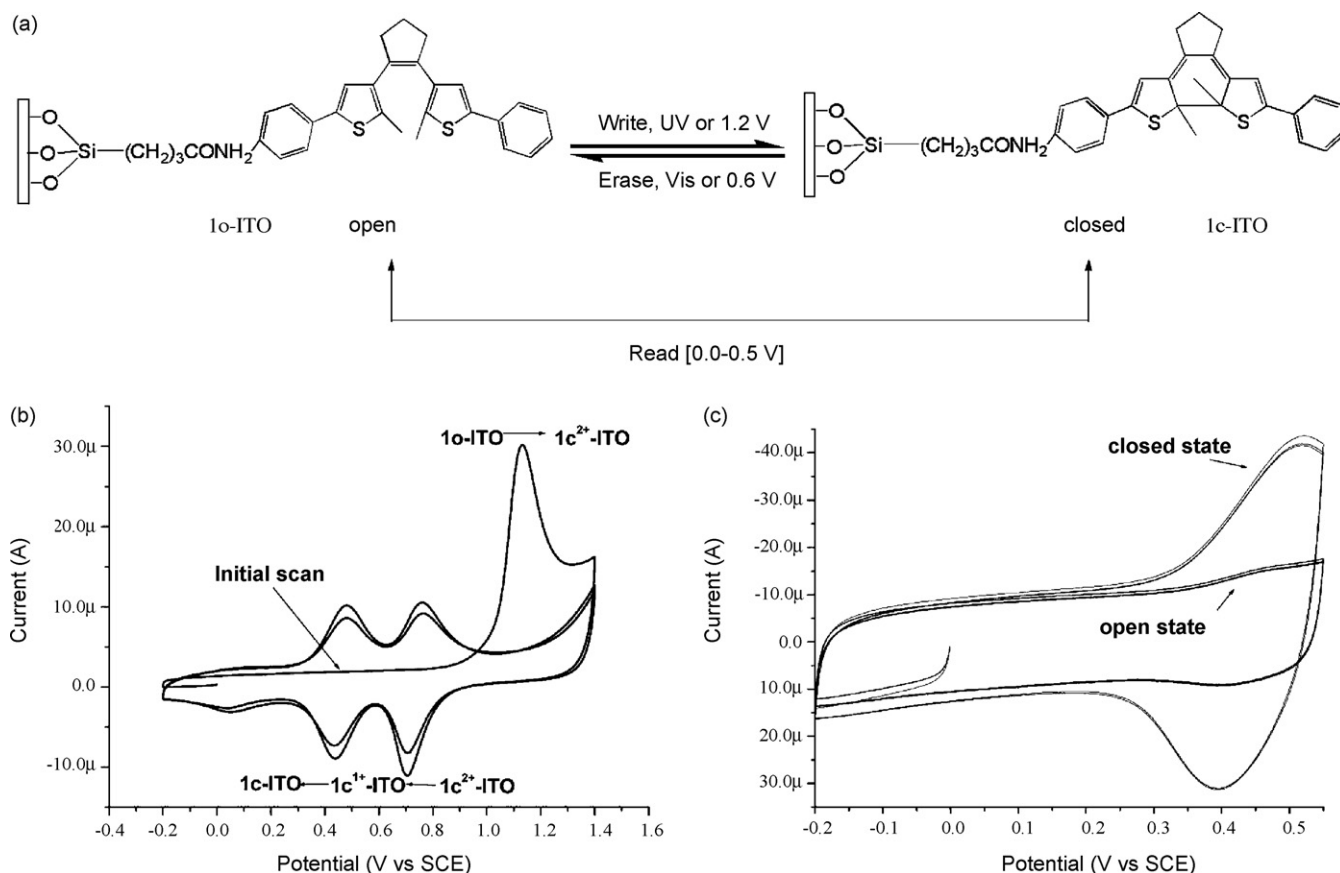 (a)
O
O
O
Si
(CH₂)₃CONH₂
S
S
Write, UV or 1.2 V
Erase, Vis or 0.6 V
O
O
O
Si
(CH₂)₃CONH₂
S
S
1o-ITO
open
closed
1c-ITO
Read [0.0-0.5 V]
(b)
30.0μ
20.0μ
10.0μ
0.0
-10.0μ
Current (A)
1o-ITO → 1c²⁺-ITO
Initial scan
1c-ITO ← 1c¹⁺-ITO ← 1c²⁺-ITO
-0.4 -0.2 0.0 0.2 0.4 0.6 0.8 1.0 1.2 1.4 1.6
Potential (V vs SCE)
(c)
-40.0μ
-30.0μ
-20.0μ
-10.0μ
0.0
10.0μ
20.0μ
30.0μ
Current (A)
closed state
open state
-0.2 0.0 0.1 0.2 0.3 0.4 0.5
Potential (V vs SCE)